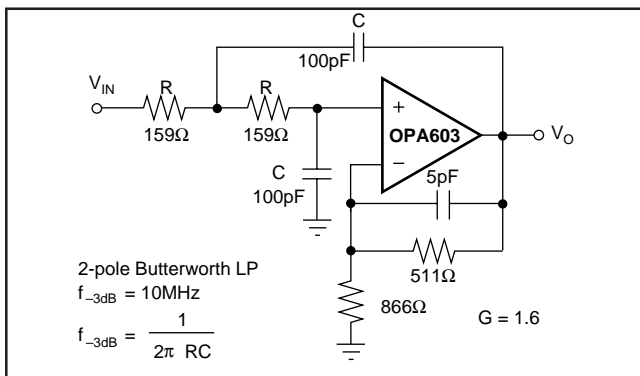 C
100pF
V_IN
R
R
159Ω
159Ω
+
OPA603
−
V_O
C
100pF
5pF
511Ω
866Ω
G = 1.6
2-pole Butterworth LP
f_–3dB = 10MHz
f_–3dB = 1
2π RC